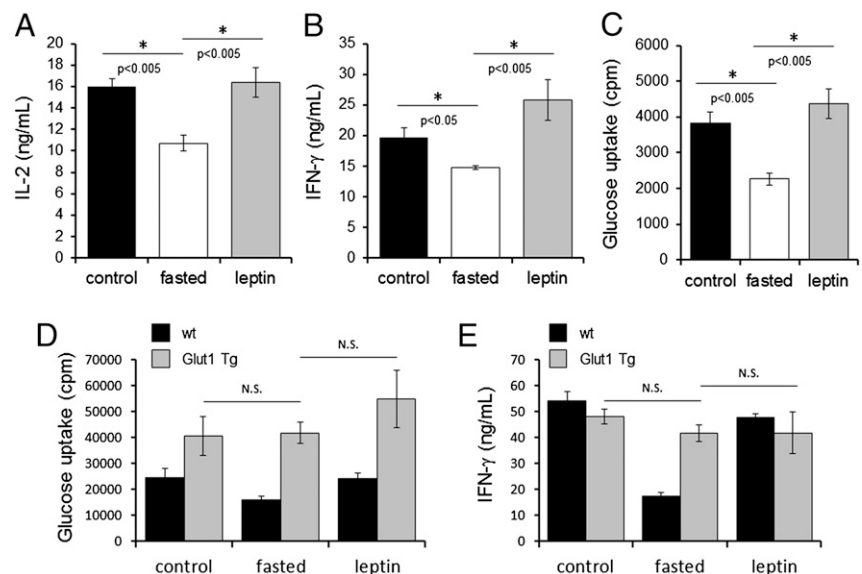 A
IL-2 (ng/mL)
20
18
16
14
12
10
8
6
4
2
0
*
p<0.005
*
p<0.005
control fasted leptin
B
IFN-γ (ng/mL)
35
30
25
20
15
10
5
0
*
p<0.05
*
p<0.005
control fasted leptin
C
Glucose uptake (cpm)
6000
5000
4000
3000
2000
1000
0
*
p<0.005
*
p<0.005
control fasted leptin
D
wt
Glut1 Tg
Glucose uptake (cpm)
70000
60000
50000
40000
30000
20000
10000
0
N.S.
N.S.
control fasted leptin
E
wt
Glut1 Tg
IFN-γ (ng/mL)
70
60
50
40
30
20
10
0
N.S.
N.S.
control fasted leptin